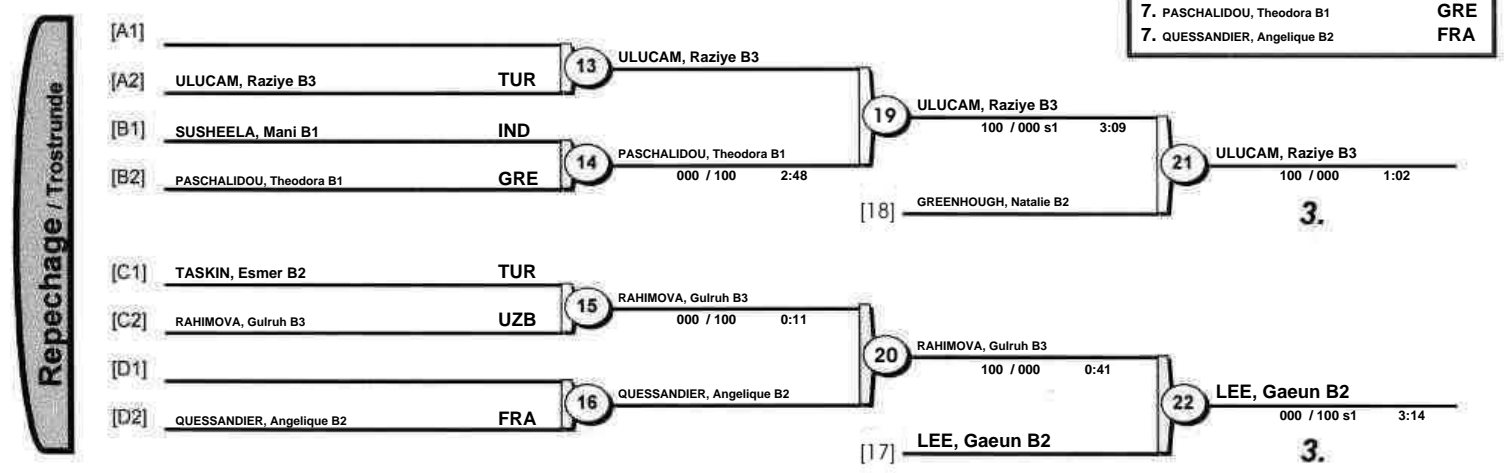 7. PASCHALIDOU, Theodora B1 GRE
7. QUESSANDIER, Angelique B2 FRA
Repechage / Trostrunde
[A1]
[A2] ULUCAM, Raziye B3 TUR
13
ULUCAM, Raziye B3
[B1] SUSHEELA, Mani B1 IND
[B2] PASCHALIDOU, Theodora B1 GRE
14
PASCHALIDOU, Theodora B1
000 / 100 2:48
19
ULUCAM, Raziye B3
100 / 000 s1 3:09
[18] GREENHOUGH, Natalie B2
21
ULUCAM, Raziye B3
100 / 000 1:02
3.
[C1] TASKIN, Esmer B2 TUR
[C2] RAHIMOVA, Gulruh B3 UZB
15
RAHIMOVA, Gulruh B3
000 / 100 0:11
[D1]
[D2] QUESSANDIER, Angelique B2 FRA
16
QUESSANDIER, Angelique B2
20
RAHIMOVA, Gulruh B3
100 / 000 0:41
[17] LEE, Gaeun B2
22
LEE, Gaeun B2
000 / 100 s1 3:14
3.